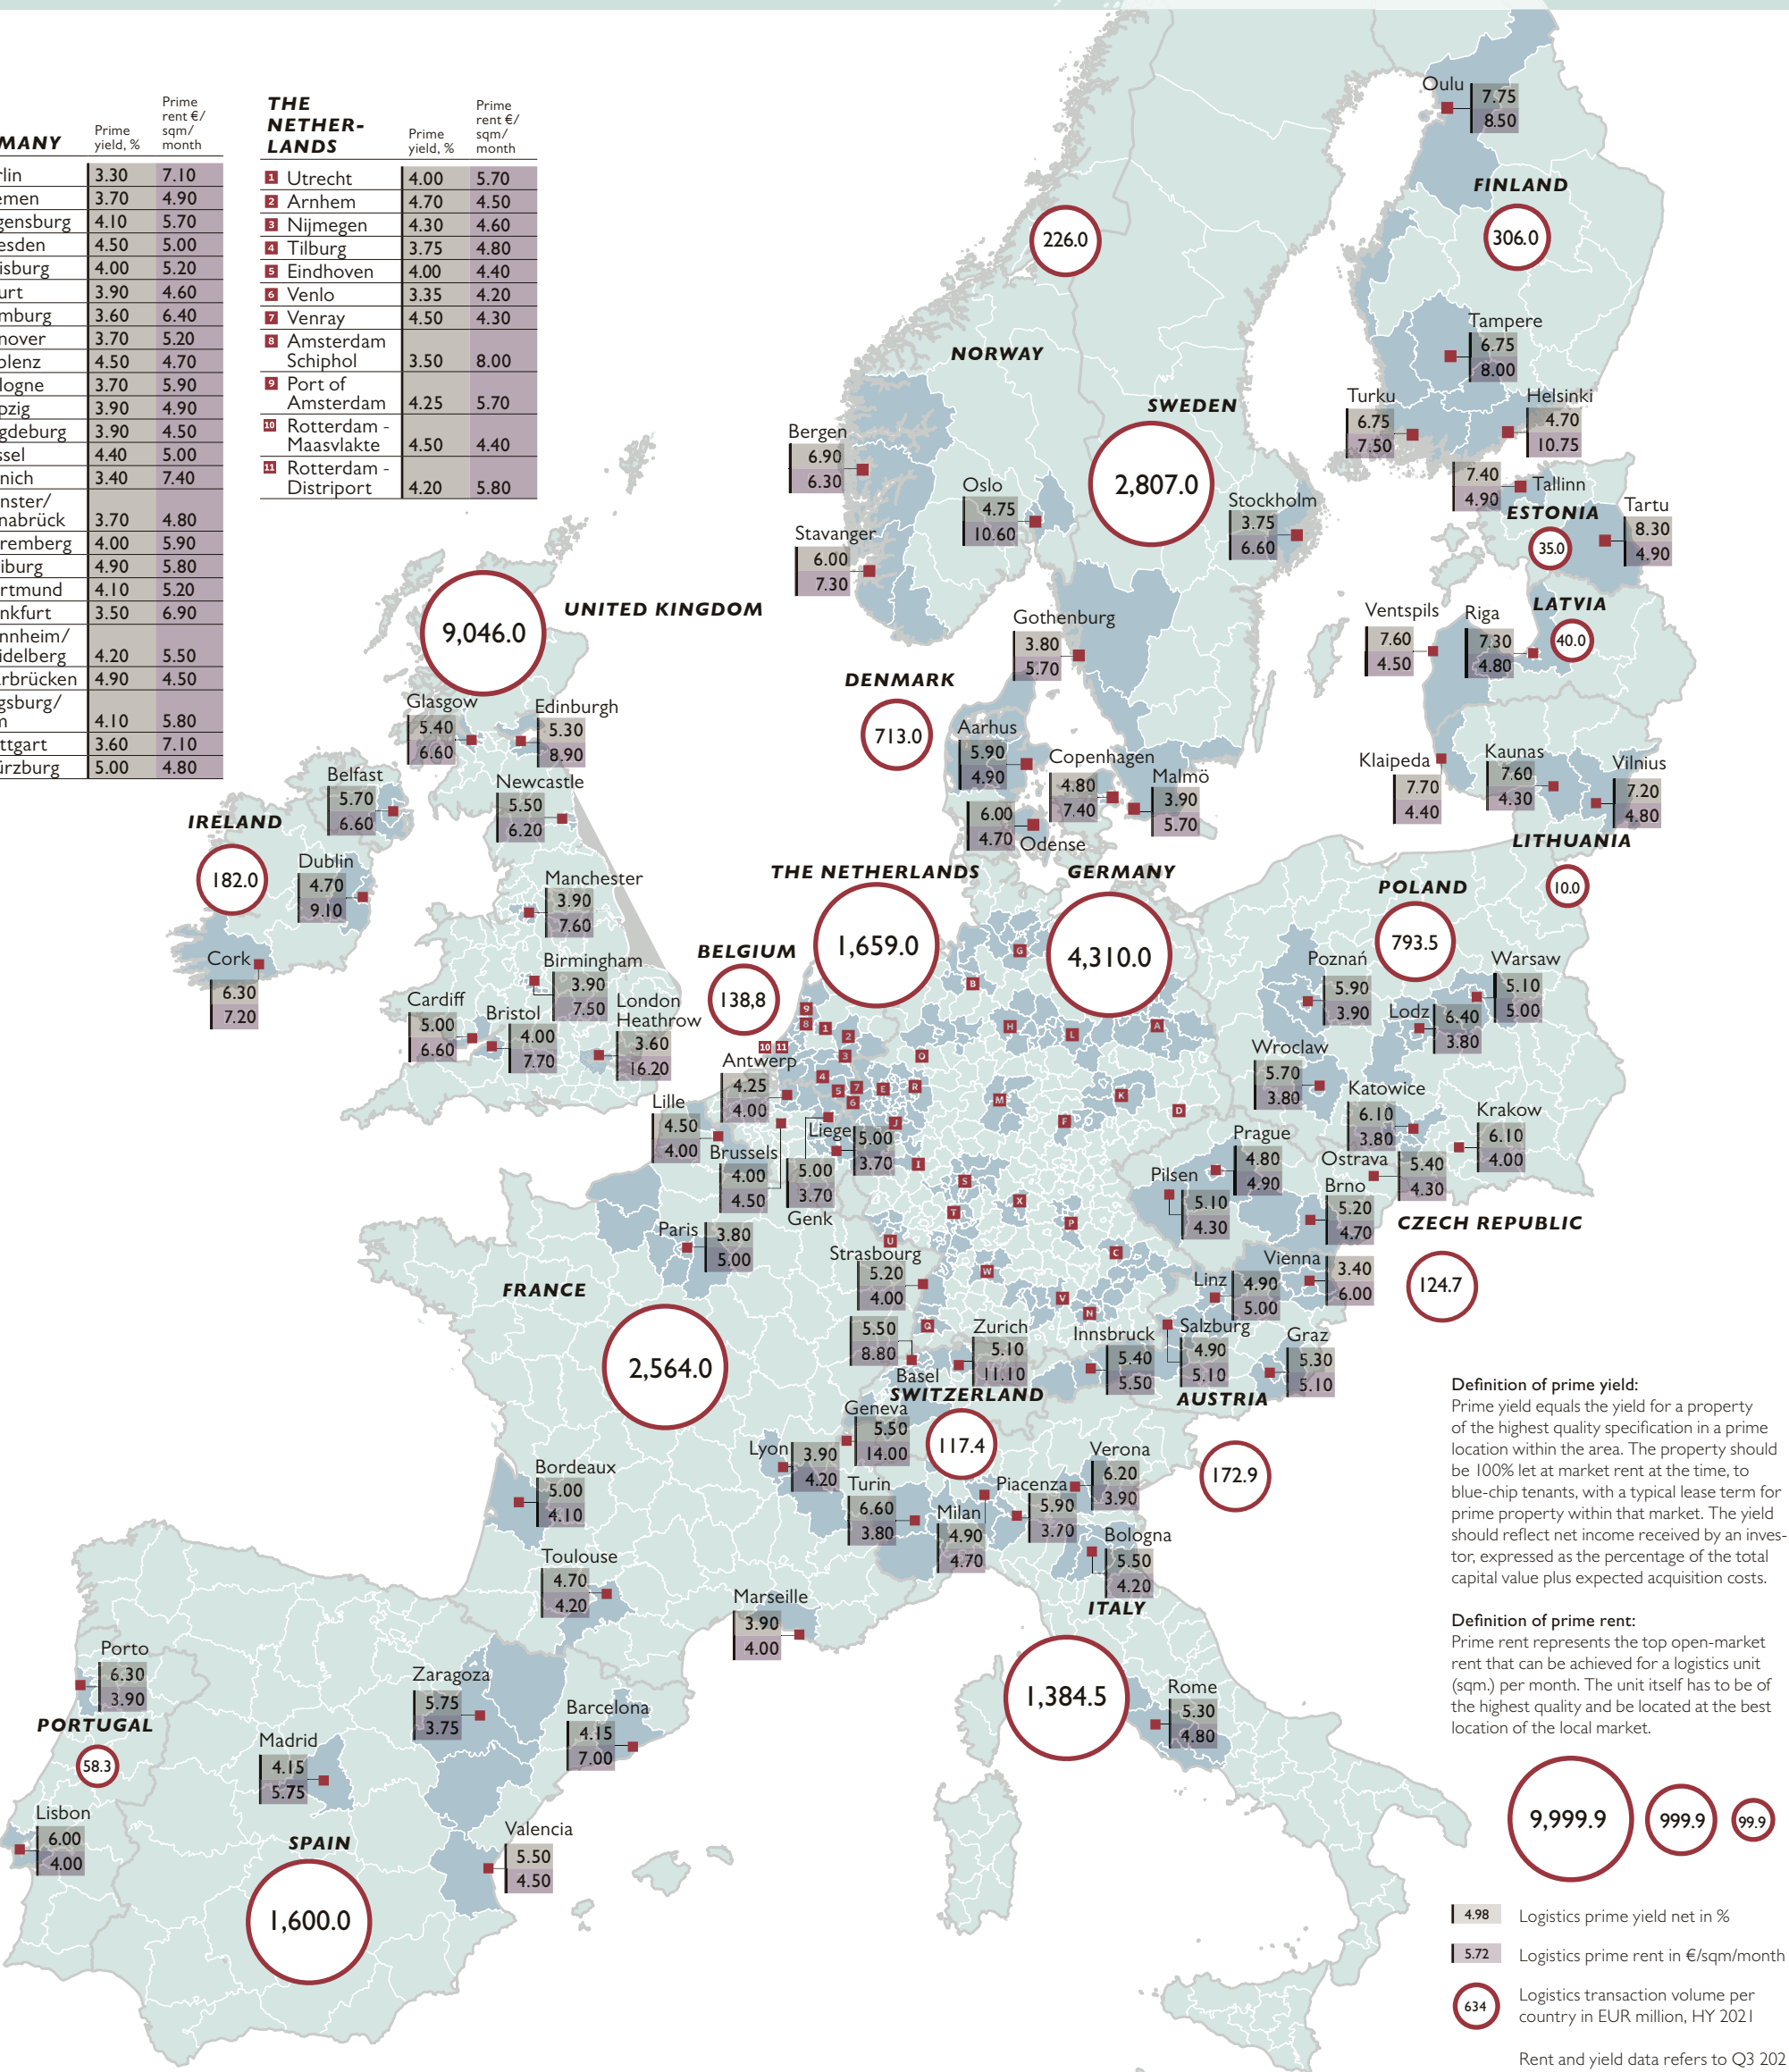 MANY
Prime yield, %
Prime rent €/ sqm/ month
rlin 3.30 7.10
emen 3.70 4.90
gensburg 4.10 5.70
esden 4.50 5.00
isburg 4.00 5.20
urt 3.90 4.60
mburg 3.60 6.40
nover 3.70 5.20
blenz 4.50 4.70
logne 3.70 5.90
pzig 3.90 4.90
gdeburg 3.90 4.50
ssel 4.40 5.00
nich 3.40 7.40
nster/
nabrück 3.70 4.80
remberg 4.00 5.90
iburg 4.90 5.80
rtmund 4.10 5.20
nkfurt 3.50 6.90
nnheim/
idelberg 4.20 5.50
arbrücken 4.90 4.50
gsburg/
m 4.10 5.80
ttgart 3.60 7.10
ürzburg 5.00 4.80
THE
NETHER-
LANDS
Prime yield, %
Prime rent €/ sqm/ month
1 Utrecht 4.00 5.70
2 Arnhem 4.70 4.50
3 Nijmegen 4.30 4.60
4 Tilburg 3.75 4.80
5 Eindhoven 4.00 4.40
6 Venlo 3.35 4.20
7 Venray 4.50 4.30
8 Amsterdam
Schiphol 3.50 8.00
9 Port of
Amsterdam 4.25 5.70
10 Rotterdam -
Maasvlakte 4.50 4.40
11 Rotterdam -
Distriport 4.20 5.80
Oulu
7.75
8.50
FINLAND
306.0
Tampere
6.75
8.00
Turku
6.75
7.50
Helsinki
4.70
10.75
226.0
NORWAY
Bergen
6.90
6.30
Oslo
4.75
10.60
Stavanger
6.00
7.30
SWEDEN
2,807.0
Stockholm
3.75
6.60
Gothenburg
3.80
5.70
Malmö
3.90
5.70
7.40
4.90
Tallinn
ESTONIA
35.0
Tartu
8.30
4.90
LATVIA
40.0
Ventspils
7.60
4.50
Riga
7.30
4.80
Klaipeda
7.70
4.40
Kaunas
7.60
4.30
Vilnius
7.20
4.80
LITHUANIA
10.0
DENMARK
713.0
Aarhus
5.90
4.90
Copenhagen
4.80
7.40
6.00
4.70
Odense
UNITED KINGDOM
9,046.0
Glasgow
5.40
6.60
Edinburgh
5.30
8.90
Belfast
5.70
6.60
Newcastle
5.50
6.20
Manchester
3.90
7.60
Birmingham
3.90
7.50
Cardiff
5.00
6.60
Bristol
4.00
7.70
London
Heathrow
3.60
16.20
IRELAND
182.0
Dublin
4.70
9.10
Cork
6.30
7.20
THE NETHERLANDS
1,659.0
9
8
1
2
10
11
3
4
5
7
6
GERMANY
4,310.0
G
B
H
L
A
O
E
R
M
K
D
F
J
I
S
T
X
P
U
C
W
V
N
Q
BELGIUM
138,8
Antwerp
4.25
4.00
Brussels
4.00
4.50
Liege
5.00
3.70
5.00
3.70
Genk
POLAND
793.5
Poznań
5.90
3.90
Warsaw
5.10
5.00
Lodz
6.40
3.80
Wroclaw
5.70
3.80
Katowice
6.10
3.80
Krakow
6.10
4.00
Prague
4.80
4.90
Pilsen
5.10
4.30
Ostrava
5.40
4.30
Brno
5.20
4.70
CZECH REPUBLIC
124.7
Vienna
3.40
6.00
Linz
4.90
5.00
Salzburg
4.90
5.10
Innsbruck
5.40
5.50
Graz
5.30
5.10
AUSTRIA
172.9
Lille
4.50
4.00
Paris
3.80
5.00
Strasbourg
5.20
4.00
FRANCE
2,564.0
Lyon
3.90
4.20
Bordeaux
5.00
4.10
Toulouse
4.70
4.20
Marseille
3.90
4.00
5.50
8.80
Basel
Zurich
5.10
11.10
SWITZERLAND
117.4
Geneva
5.50
14.00
Turin
6.60
3.80
Milan
4.90
4.70
Piacenza
5.90
3.70
Verona
6.20
3.90
Bologna
5.50
4.20
ITALY
1,384.5
Rome
5.30
4.80
Porto
6.30
3.90
PORTUGAL
58.3
Lisbon
6.00
4.00
Zaragoza
5.75
3.75
Barcelona
4.15
7.00
Madrid
4.15
5.75
Valencia
5.50
4.50
SPAIN
1,600.0
Definition of prime yield:
Prime yield equals the yield for a property
of the highest quality specification in a prime
location within the area. The property should
be 100% let at market rent at the time, to
blue-chip tenants, with a typical lease term for
prime property within that market. The yield
should reflect net income received by an inves-
tor, expressed as the percentage of the total
capital value plus expected acquisition costs.
Definition of prime rent:
Prime rent represents the top open-market
rent that can be achieved for a logistics unit
(sqm.) per month. The unit itself has to be of
the highest quality and be located at the best
location of the local market.
9,999.9
999.9
99.9
4.98 Logistics prime yield net in %
5.72 Logistics prime rent in €/sqm/month
634 Logistics transaction volume per
country in EUR million, HY 2021
Rent and yield data refers to Q3 202